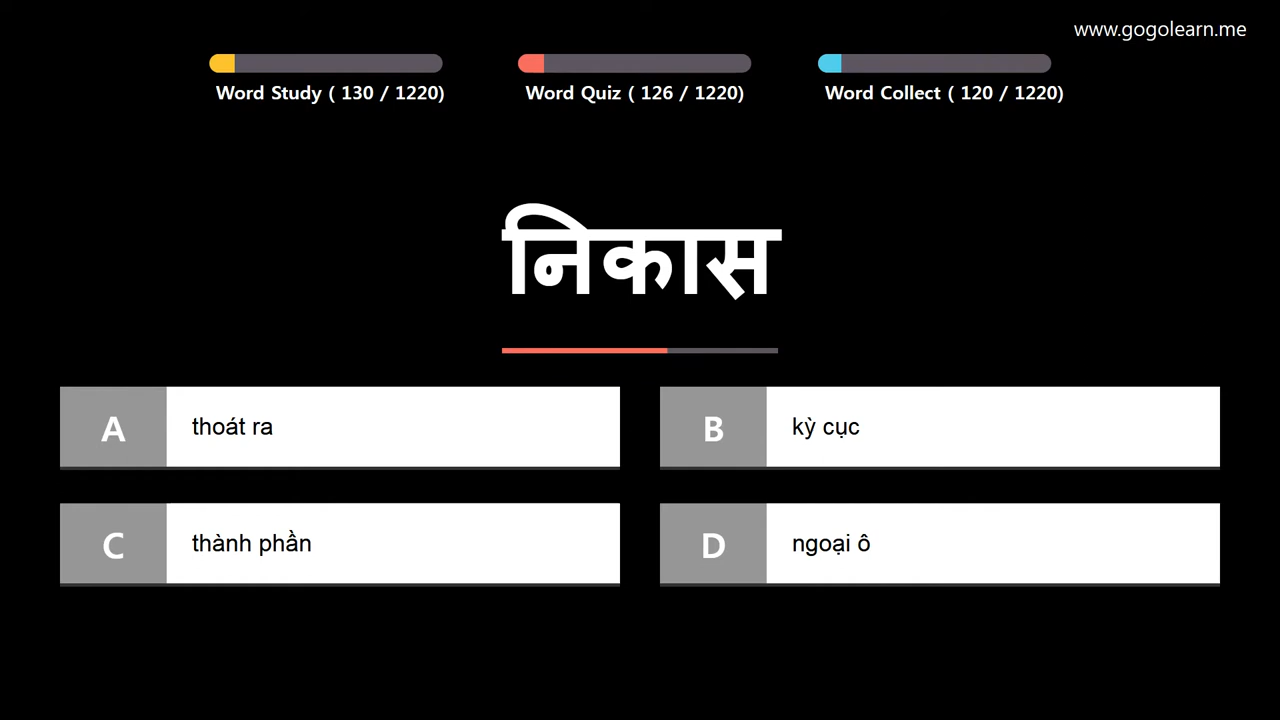 www.gogolearn.me
Word Study ( 130 / 1220)
Word Quiz ( 126 / 1220)
Word Collect ( 120 / 1220)
निकास
A thoát ra
B kỳ cục
C thành phần
D ngoại ô